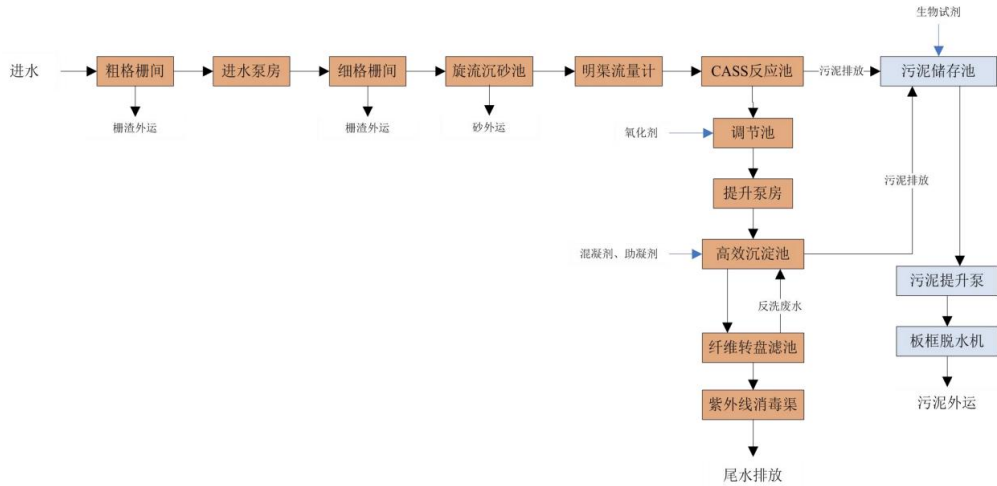 生物试剂
进水
粗格栅间
进水泵房
细格栅间
旋流沉砂池
明渠流量计
CASS反应池
污泥排放
污泥储存池
栅渣外运
栅渣外运
砂外运
氧化剂
调节池
污泥排放
提升泵房
混凝剂、助凝剂
高效沉淀池
污泥提升泵
反洗废水
板框脱水机
纤维转盘滤池
紫外线消毒渠
污泥外运
尾水排放